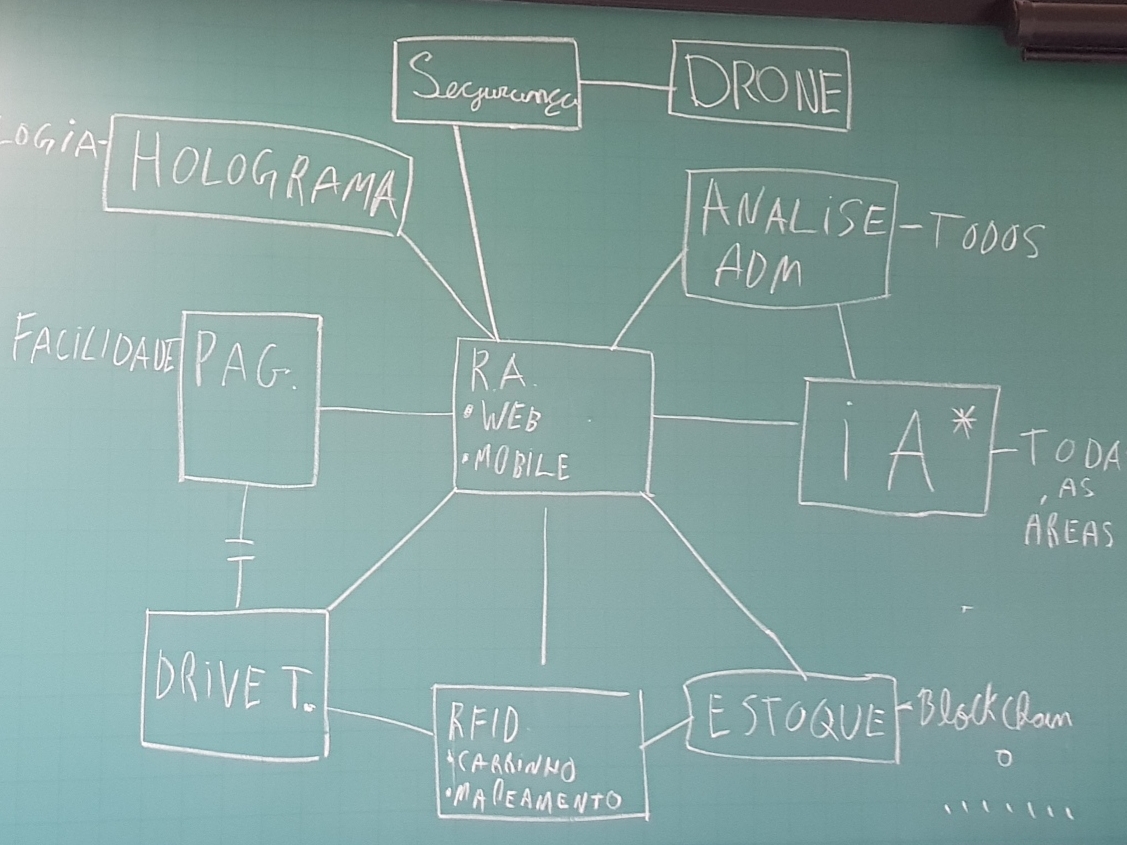 Segurança
DRONE
LOGIA-
HOLOGRAMA
ANALISE
ADM
-TODOS
FACILIDADE
PAG.
R.A.
•WEB
•MOBILE
iA*
-TODA
, AS
ÁREAS
DRIVE T.
RFID
•CARRINHO
•MAPEAMENTO
ESTOQUE
-BlockChain